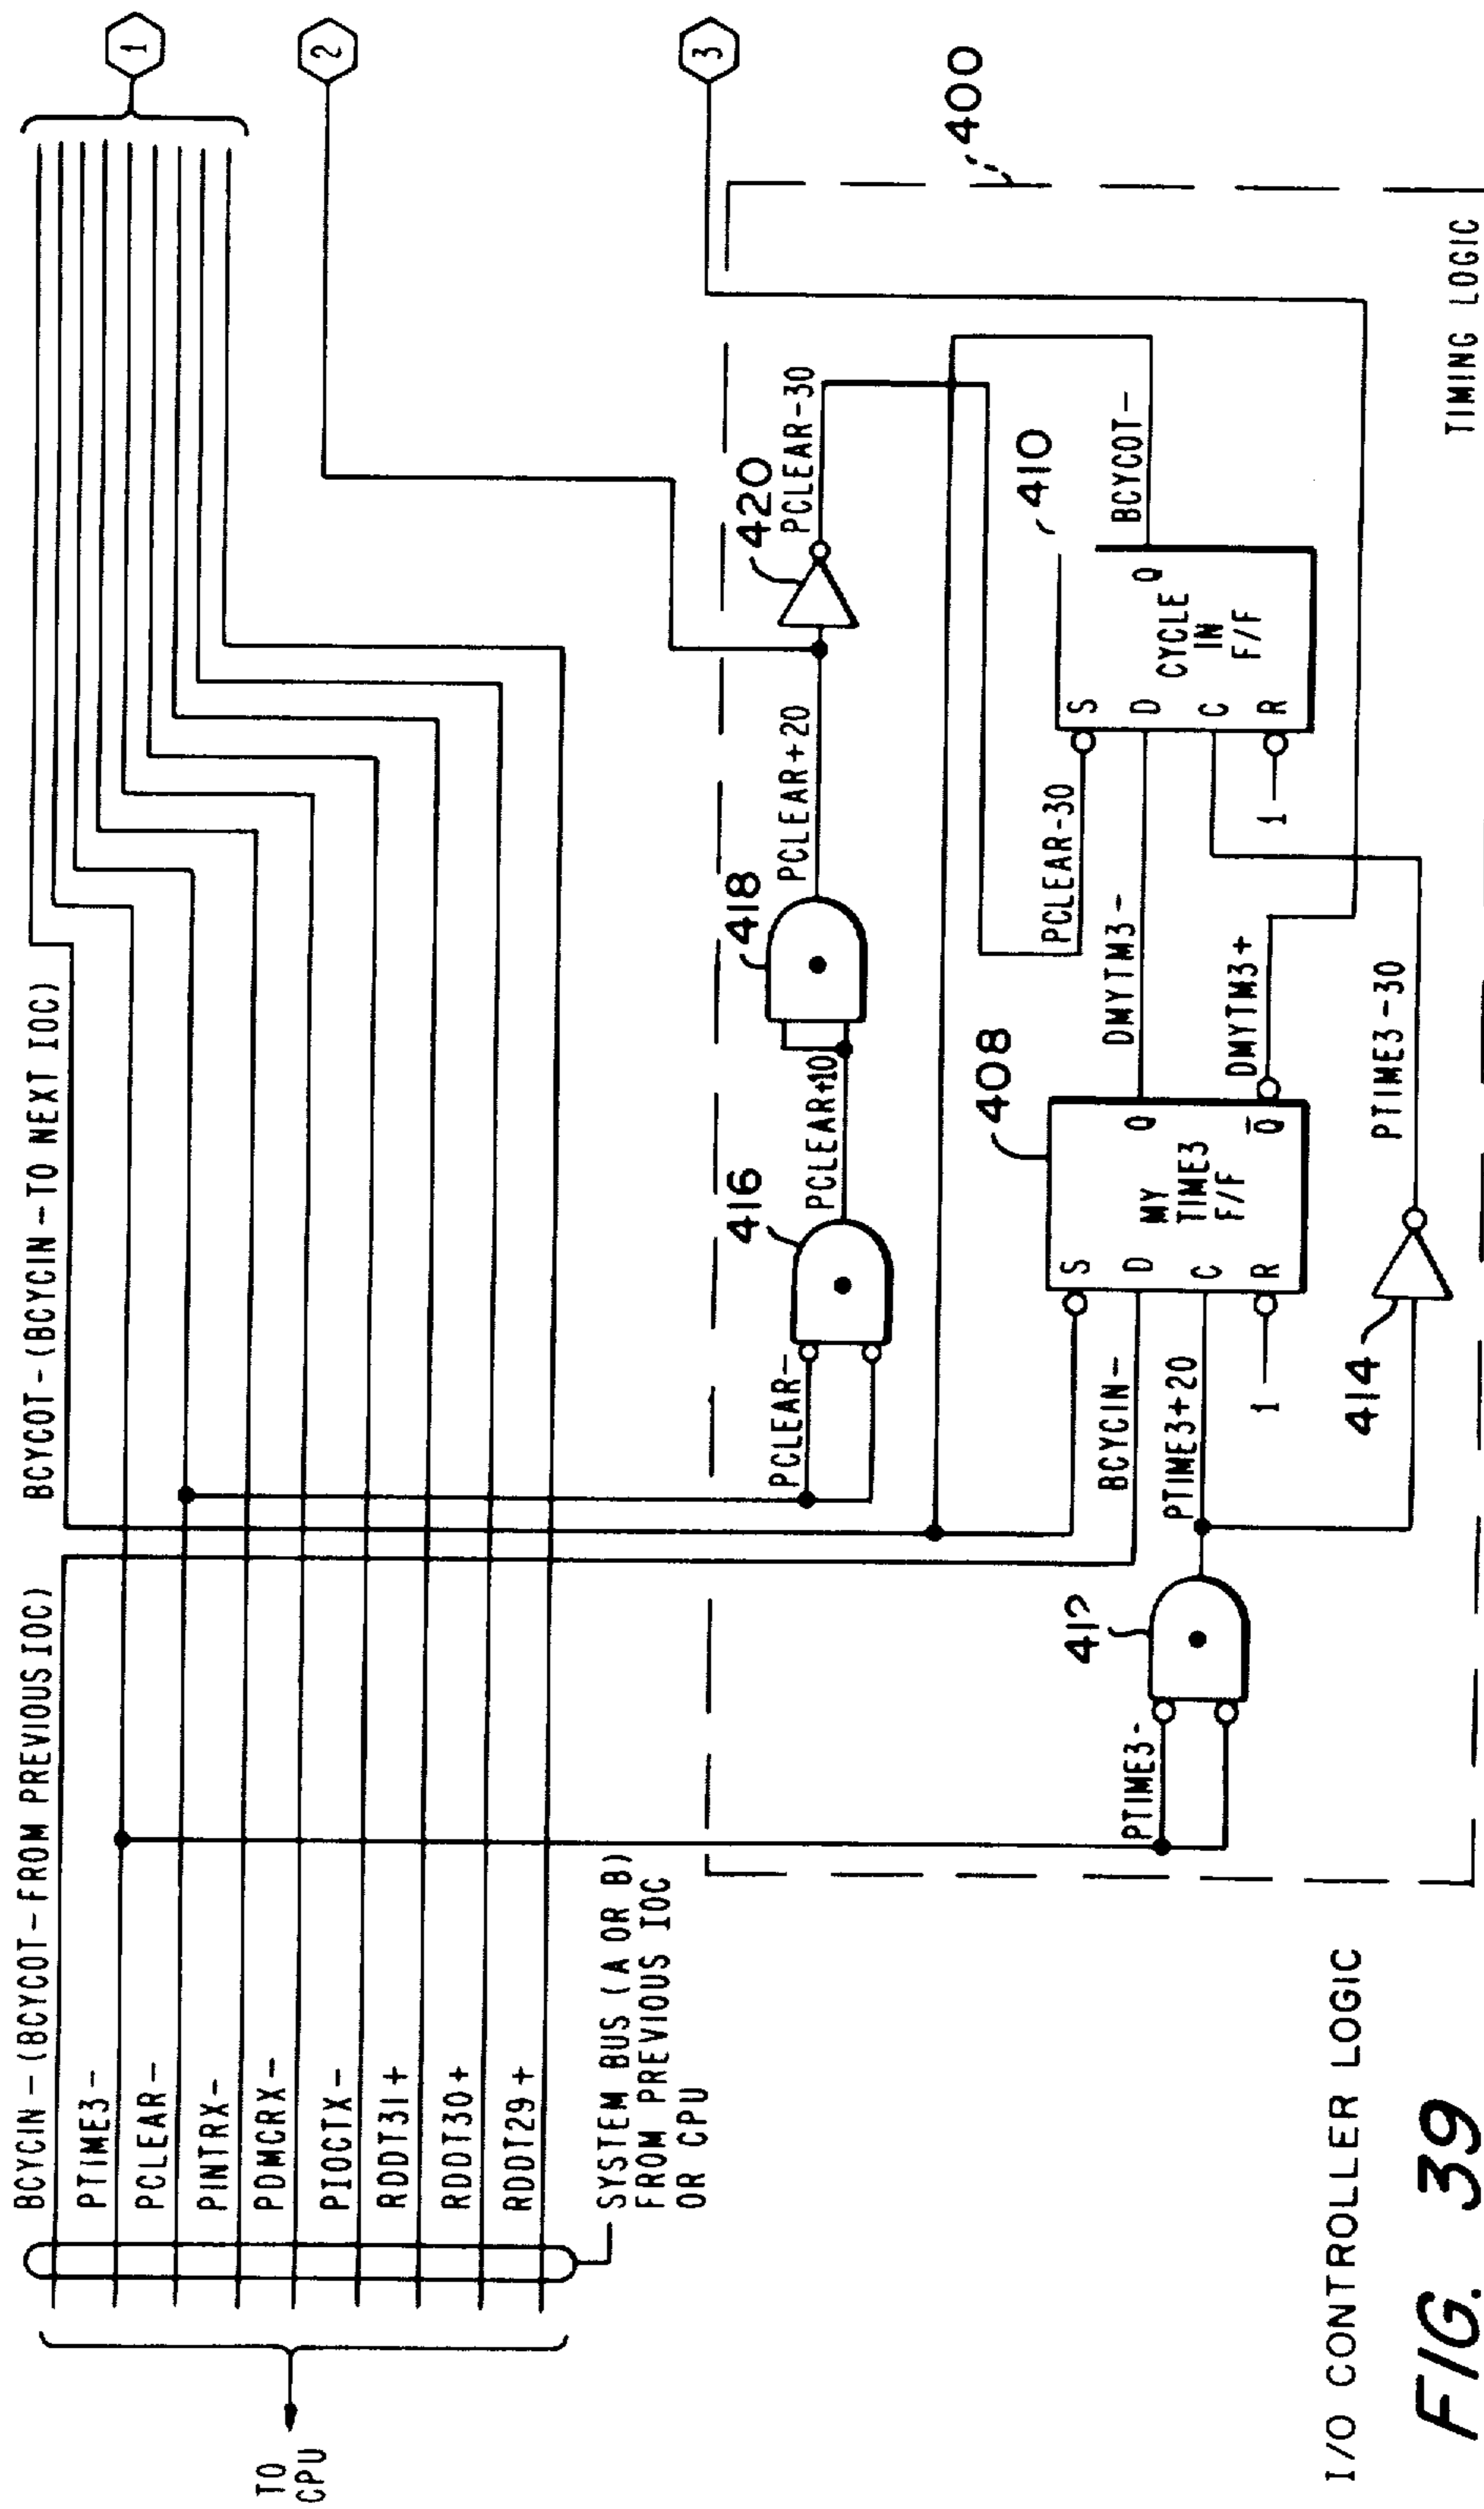 BCYCIN-(BCYCOT-FROM PREVIOUS IOC)
BCYCOT-(BCYCIN-TO NEXT IOC)
PTIME3-
PCLEAR-
PINTRX-
PDMCRX-
PIOCTX-
RDDT31+
RDDT30+
RDDT29+
TO
CPU
SYSTEM BUS (A OR B)
FROM PREVIOUS IOC
OR CPU
1
2
3
400
PCLEAR-
416
PCLEAR+10
418
PCLEAR+20
420
PCLEAR-30
PTIME3-
412
BCYCIN-
PTIME3+20
1
408
S
D
C
R
MY
TIME3
F/F
Q
Q̅
DMYTM3-
DMYTM3+
PCLEAR-30
410
S
D
C
R
1
CYCLE
IN
F/F
Q
BCYCOT-
414
PTIME3-30
TIMING LOGIC
I/O CONTROLLER LOGIC
FIG. 39